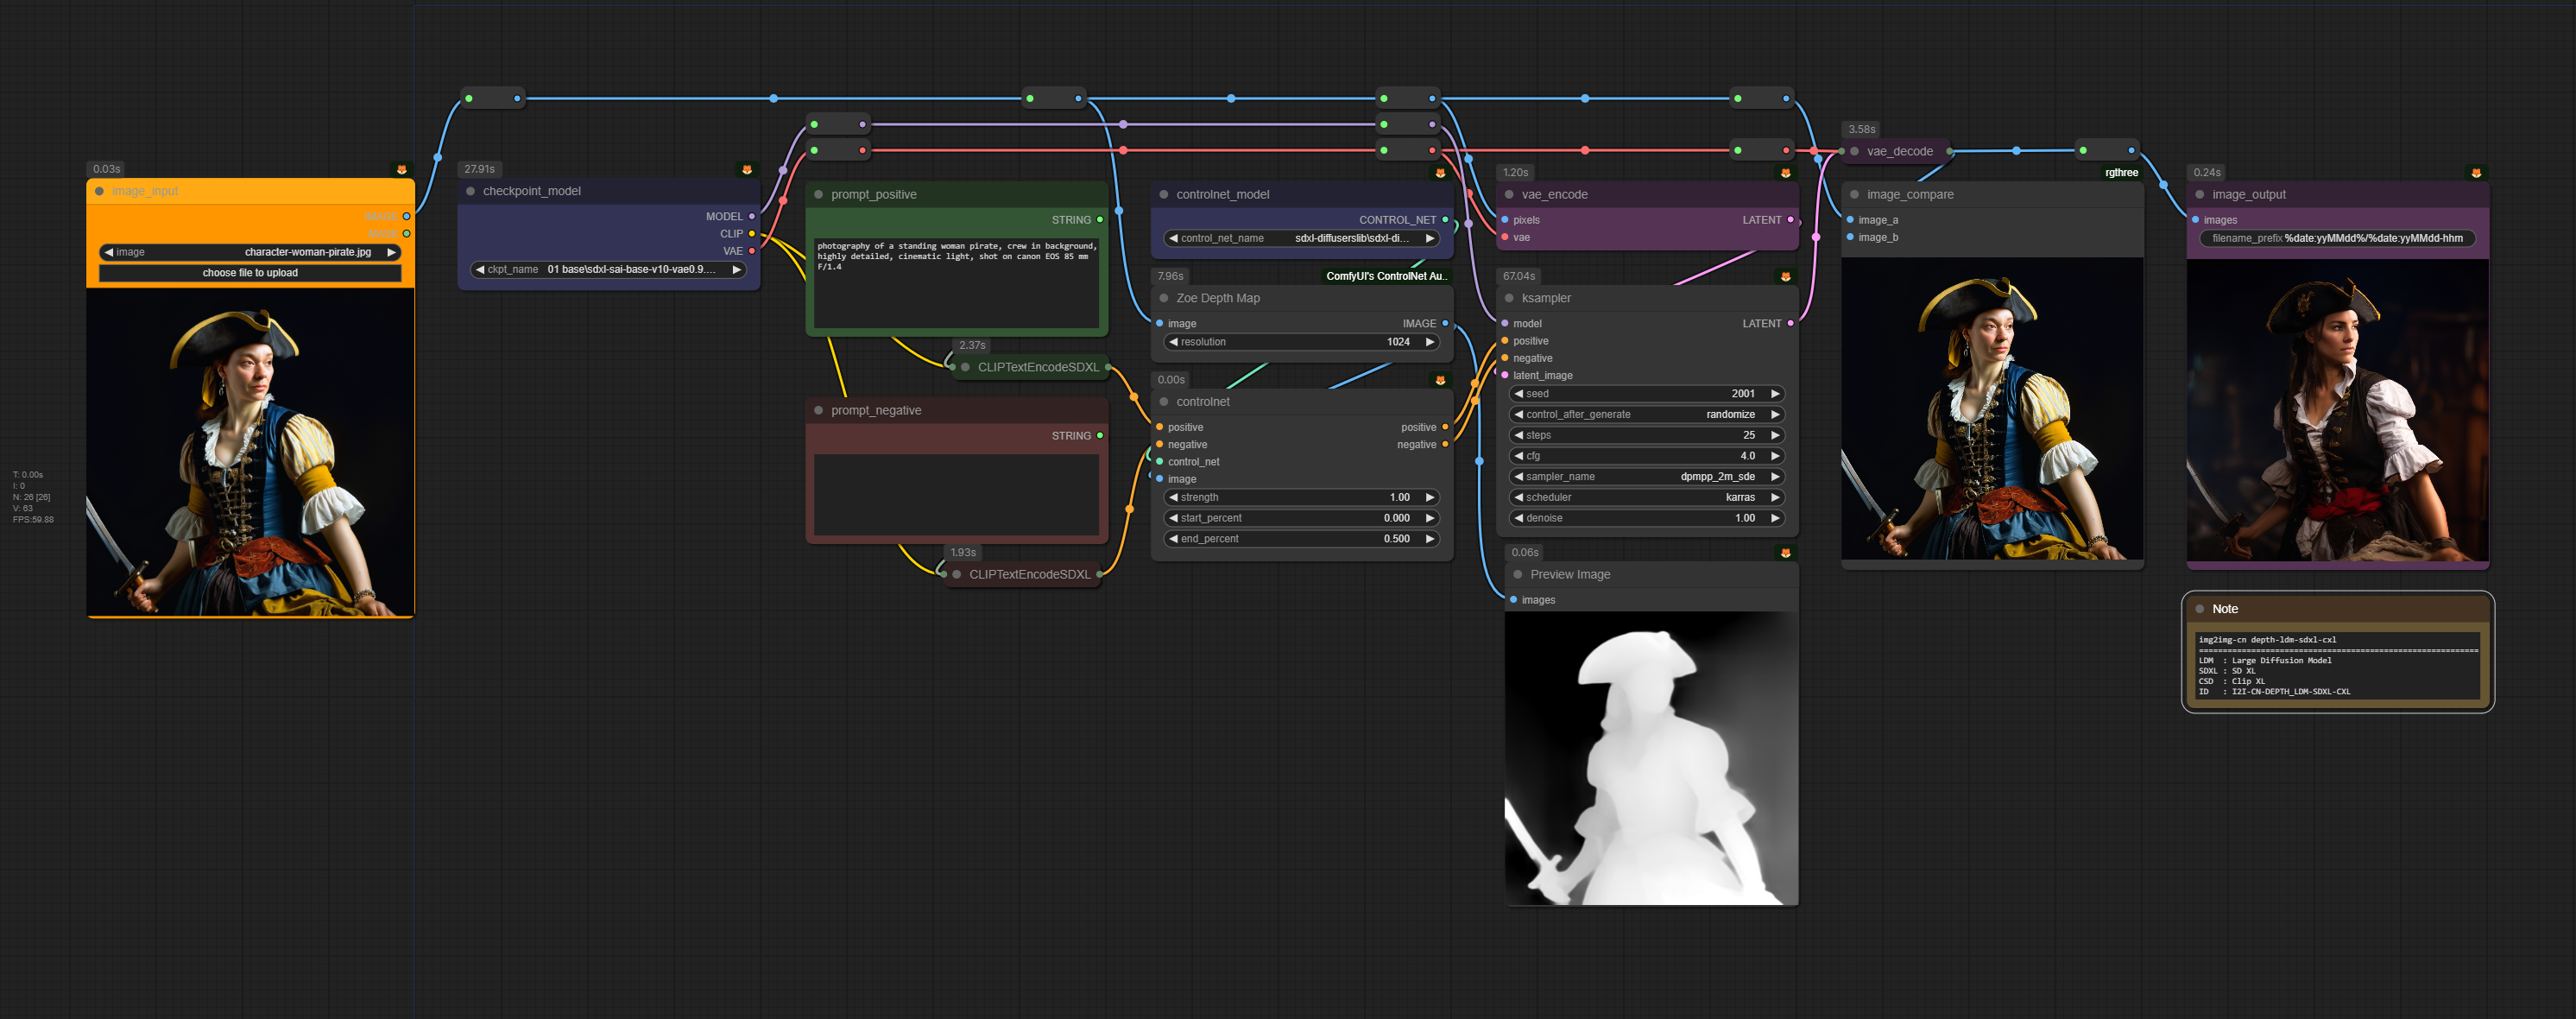 0.03s
image_input
IMAGE
MASK
image character-woman-pirate.jpg
choose file to upload
T: 0.00s
I: 0
N: 26 [26]
V: 63
FPS:59.88
27.91s
checkpoint_model
MODEL
CLIP
VAE
ckpt_name 01 base\sdxl-sai-base-v10-vae0.9....
prompt_positive
STRING
photography of a standing woman pirate, crew in background,
highly detailed, cinematic light, shot on canon EOS 85 mm
F/1.4
2.37s
CLIPTextEncodeSDXL
prompt_negative
STRING
1.93s
CLIPTextEncodeSDXL
controlnet_model
CONTROL_NET
control_net_name sdxl-diffuserslib\sdxl-di...
7.96s
ComfyUI's ControlNet Au..
Zoe Depth Map
image IMAGE
resolution 1024
0.00s
controlnet
positive positive
negative negative
control_net
image
strength 1.00
start_percent 0.000
end_percent 0.500
1.20s
vae_encode
pixels LATENT
vae
67.04s
ksampler
model LATENT
positive
negative
latent_image
seed 2001
control_after_generate randomize
steps 25
cfg 4.0
sampler_name dpmpp_2m_sde
scheduler karras
denoise 1.00
0.06s
Preview Image
images
3.58s
vae_decode
rgthree
image_compare
image_a
image_b
0.24s
image_output
images
filename_prefix %date:yyMMdd%/%date:yyMMdd-hhm
Note
img2img-cn depth-ldm-sdxl-cxl
LDM : Large Diffusion Model
SDXL : SD XL
CSD : Clip XL
ID : I2I-CN-DEPTH_LDM-SDXL-CXL